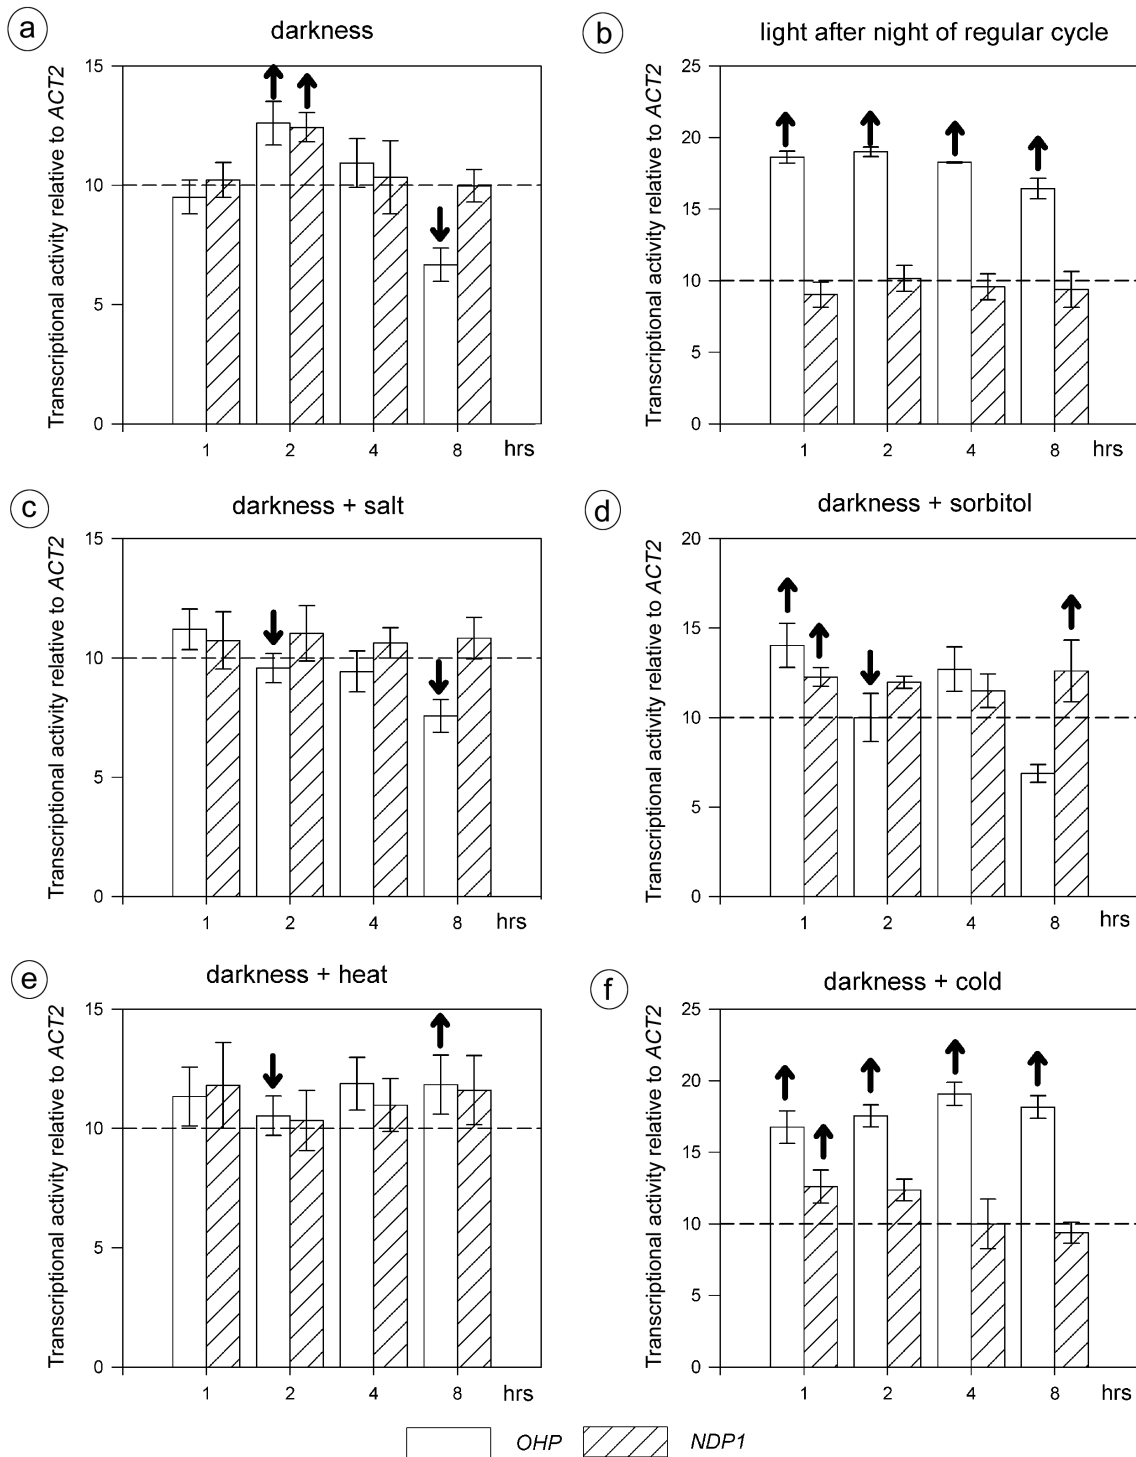 a
darkness
Transcriptional activity relative to ACT2
15
10
5
0
1 2 4 8 hrs
b
light after night of regular cycle
Transcriptional activity relative to ACT2
25
20
15
10
5
0
1 2 4 8 hrs
c
darkness + salt
Transcriptional activity relative to ACT2
15
10
5
0
1 2 4 8 hrs
d
darkness + sorbitol
Transcriptional activity relative to ACT2
20
15
10
5
0
1 2 4 8 hrs
e
darkness + heat
Transcriptional activity relative to ACT2
15
10
5
0
1 2 4 8 hrs
f
darkness + cold
Transcriptional activity relative to ACT2
25
20
15
10
5
0
1 2 4 8 hrs
OHP NDP1